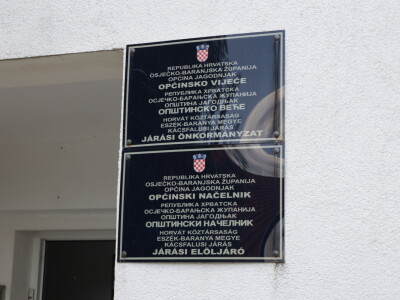 REPUBLIKA HRVATSKA
OSJEČKO-BARANJSKA ŽUPANIJA
OPĆINA JAGODNJAK
OPĆINSKO VIJEĆE
РЕПУБЛИКА ХРВАТСКА
ОСЈЕЧКО-БАРАЊСКА ЖУПАНИЈА
ОПШТИНА ЈАГОДЊАК
ОПШТИНСКО ВЕЋЕ
HORVÁT KÖZTÁRSASÁG
ESZÉK-BARANYA MEGYE
KÁCSFALUSI JÁRÁS
JÁRÁSI ÖNKORMÁNYZAT
REPUBLIKA HRVATSKA
OSJEČKO-BARANJSKA ŽUPANIJA
OPĆINA JAGODNJAK
OPĆINSKI NAČELNIK
РЕПУБЛИКА ХРВАТСКА
ОСЈЕЧКО-БАРАЊСКА ЖУПАНИЈА
ОПШТИНА ЈАГОДЊАК
ОПШТИНСКИ НАЧЕЛНИК
HORVÁT KÖZTÁRSASÁG
ESZÉK-BARANYA MEGYE
KÁCSFALUSI JÁRÁS
JÁRÁSI ELÖLJÁRÓ